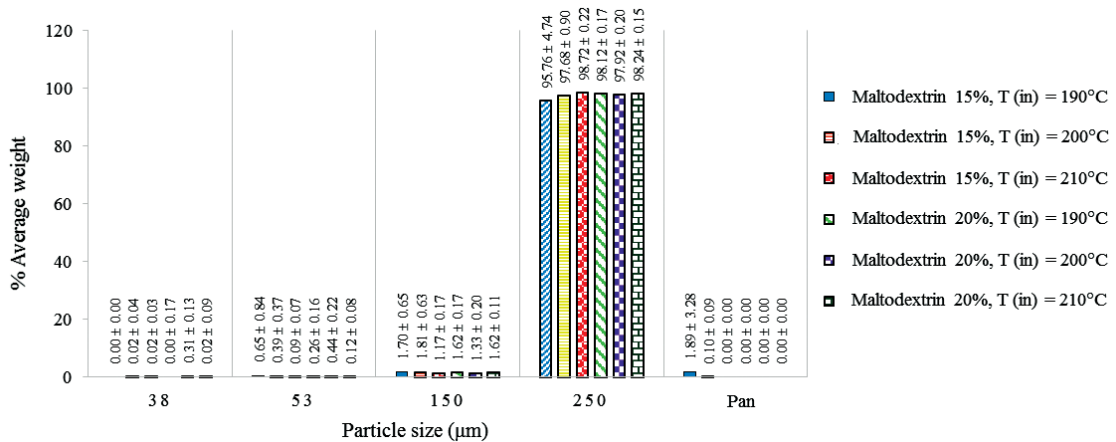 120
100
80
60
40
20
0
% Average weight
0.00 ± 0.00
0.02 ± 0.04
0.02 ± 0.03
0.00 ± 0.17
0.31 ± 0.13
0.02 ± 0.09
0.65 ± 0.84
0.39 ± 0.37
0.09 ± 0.07
0.26 ± 0.16
0.44 ± 0.22
0.12 ± 0.08
1.70 ± 0.65
1.81 ± 0.63
1.17 ± 0.17
1.62 ± 0.17
1.33 ± 0.20
1.62 ± 0.11
95.76 ± 4.74
97.68 ± 0.90
98.72 ± 0.22
98.12 ± 0.17
97.92 ± 0.20
98.24 ± 0.15
1.89 ± 3.28
0.10 ± 0.09
0.00 ± 0.00
0.00 ± 0.00
0.00 ± 0.00
0.00 ± 0.00
38 53 150 250 Pan
Particle size (μm)
Maltodextrin 15%, T (in) = 190°C
Maltodextrin 15%, T (in) = 200°C
Maltodextrin 15%, T (in) = 210°C
Maltodextrin 20%, T (in) = 190°C
Maltodextrin 20%, T (in) = 200°C
Maltodextrin 20%, T (in) = 210°C